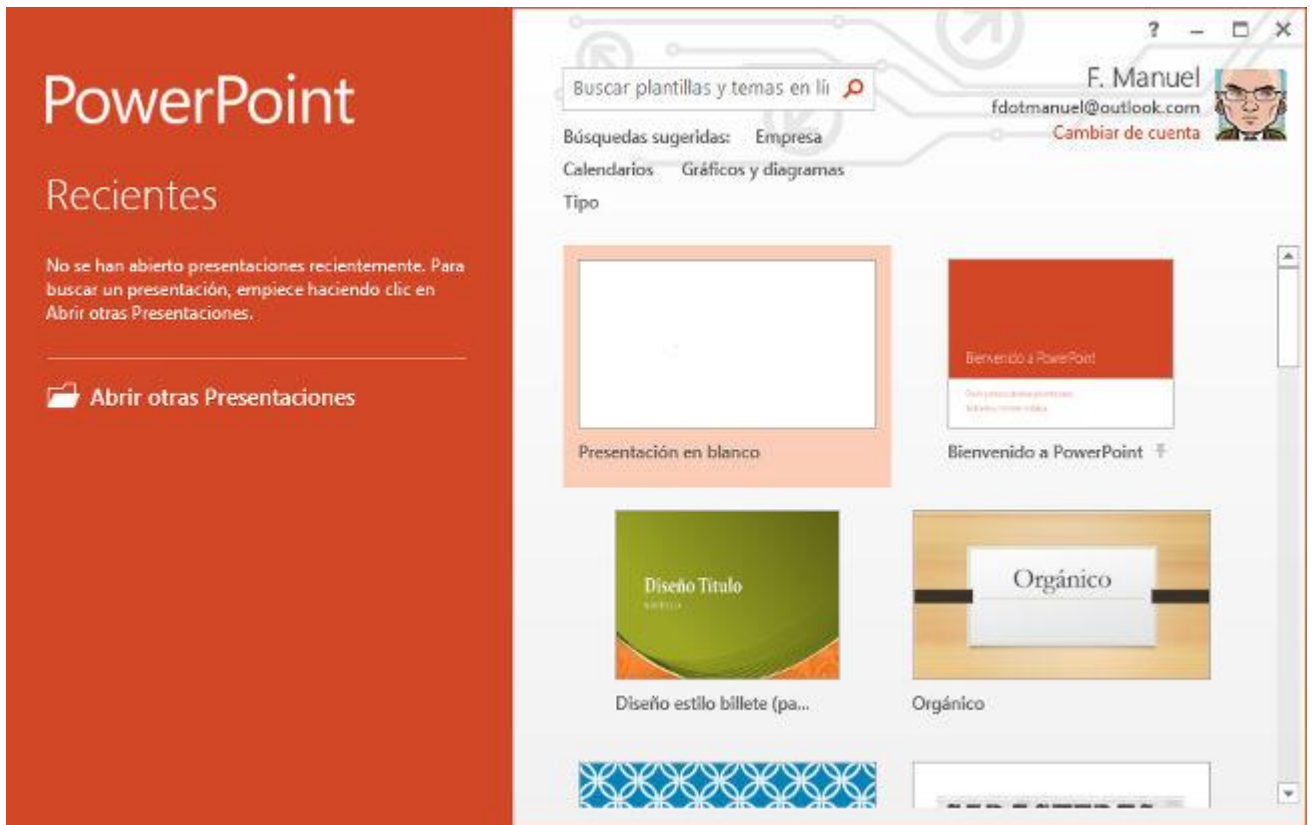 PowerPoint
Recientes
No se han abierto presentaciones recientemente. Para
buscar un presentación, empiece haciendo clic en
Abrir otras Presentaciones.
Abrir otras Presentaciones
?
Buscar plantillas y temas en lí
F. Manuel
fdotmanuel@outlook.com
Cambiar de cuenta
Búsquedas sugeridas: Empresa
Calendarios Gráficos y diagramas
Tipo
Presentación en blanco
Bienvenido a PowerPoint
Bienvenido a PowerPoint
Diseño Título
Diseño estilo billete (pa...
Orgánico
Orgánico